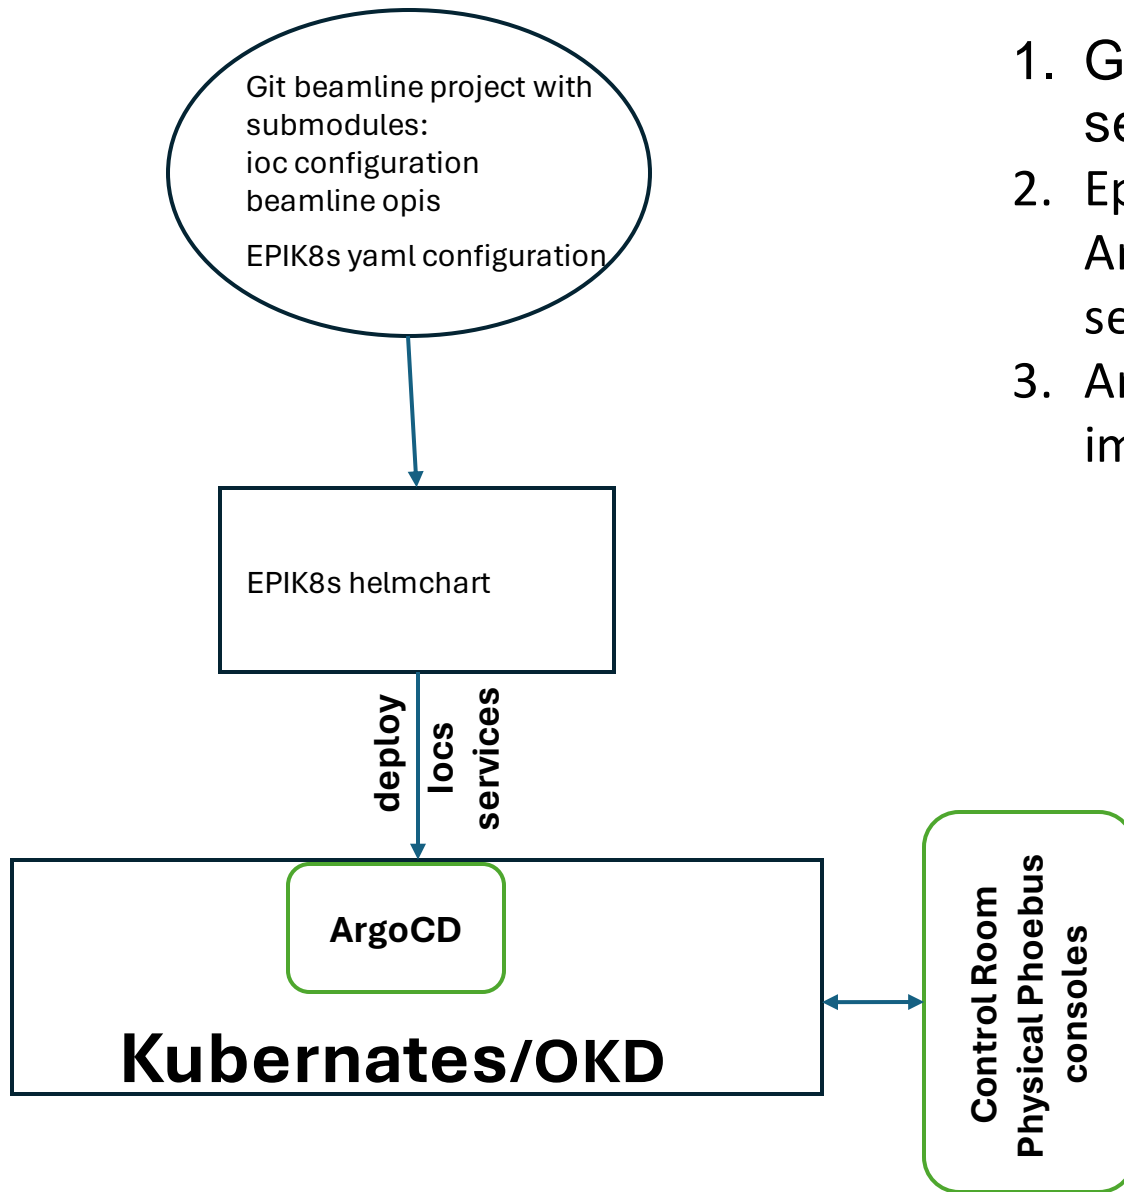 Git beamline project with
submodules:
ioc configuration
beamline opis
EPIK8s yaml configuration
EPIK8s helmchart
deploy
Iocs
services
ArgoCD
Kubernates/OKD
Control Room
Physical Phoebus
consoles
1.
2.
3.